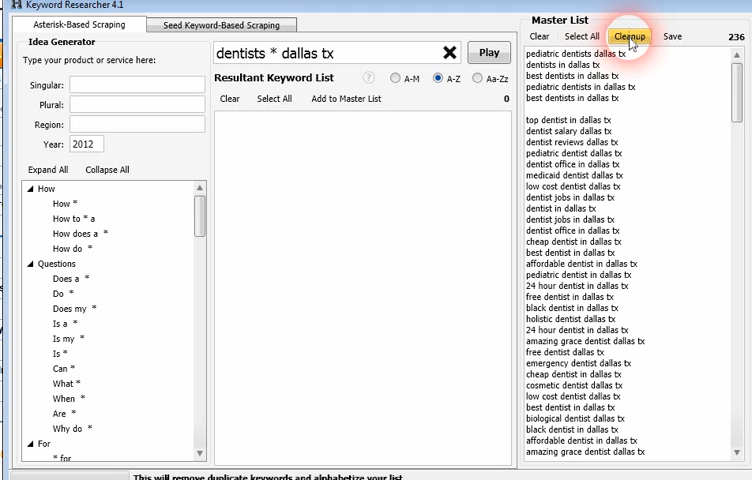 Keyword Researcher 4.1
Asterisk-Based Scraping
Seed Keyword-Based Scraping
Idea Generator
Type your product or service here:
Singular:
Plural:
Region:
Year: 2012
Expand All Collapse All
How
How *
How to * a
How does a *
How do *
Questions
Does a *
Do *
Does my *
Is a *
Is my *
Is *
Can *
What *
When *
Are *
Why do *
For
* for
dentists * dallas tx
Play
Resultant Keyword List ? A-M A-Z Aa-Zz
Clear Select All Add to Master List 0
Master List
Clear Select All Cleanup Save 236
pediatric dentists dallas tx
dentists in dallas tx
best dentists in dallas tx
pediatric dentists in dallas tx
best dentists in dallas tx
top dentist in dallas tx
dentist salary dallas tx
dentist reviews dallas tx
pediatric dentist dallas tx
dentist office in dallas tx
medicaid dentist dallas tx
low cost dentist dallas tx
dentist jobs in dallas tx
dentist in dallas tx
dentist jobs in dallas tx
dentist office in dallas tx
cheap dentist in dallas tx
best dentist in dallas tx
affordable dentist in dallas tx
pediatric dentist in dallas tx
24 hour dentist in dallas tx
free dentist in dallas tx
black dentist in dallas tx
holistic dentist in dallas tx
24 hour dentist in dallas tx
amazing grace dentist dallas tx
free dentist dallas tx
emergency dentist dallas tx
cheap dentist in dallas tx
cosmetic dentist dallas tx
low cost dentist dallas tx
best dentist in dallas tx
biological dentist dallas tx
black dentist in dallas tx
affordable dentist in dallas tx
amazing grace dentist dallas tx
This will remove duplicate keywords and alphabetize your list